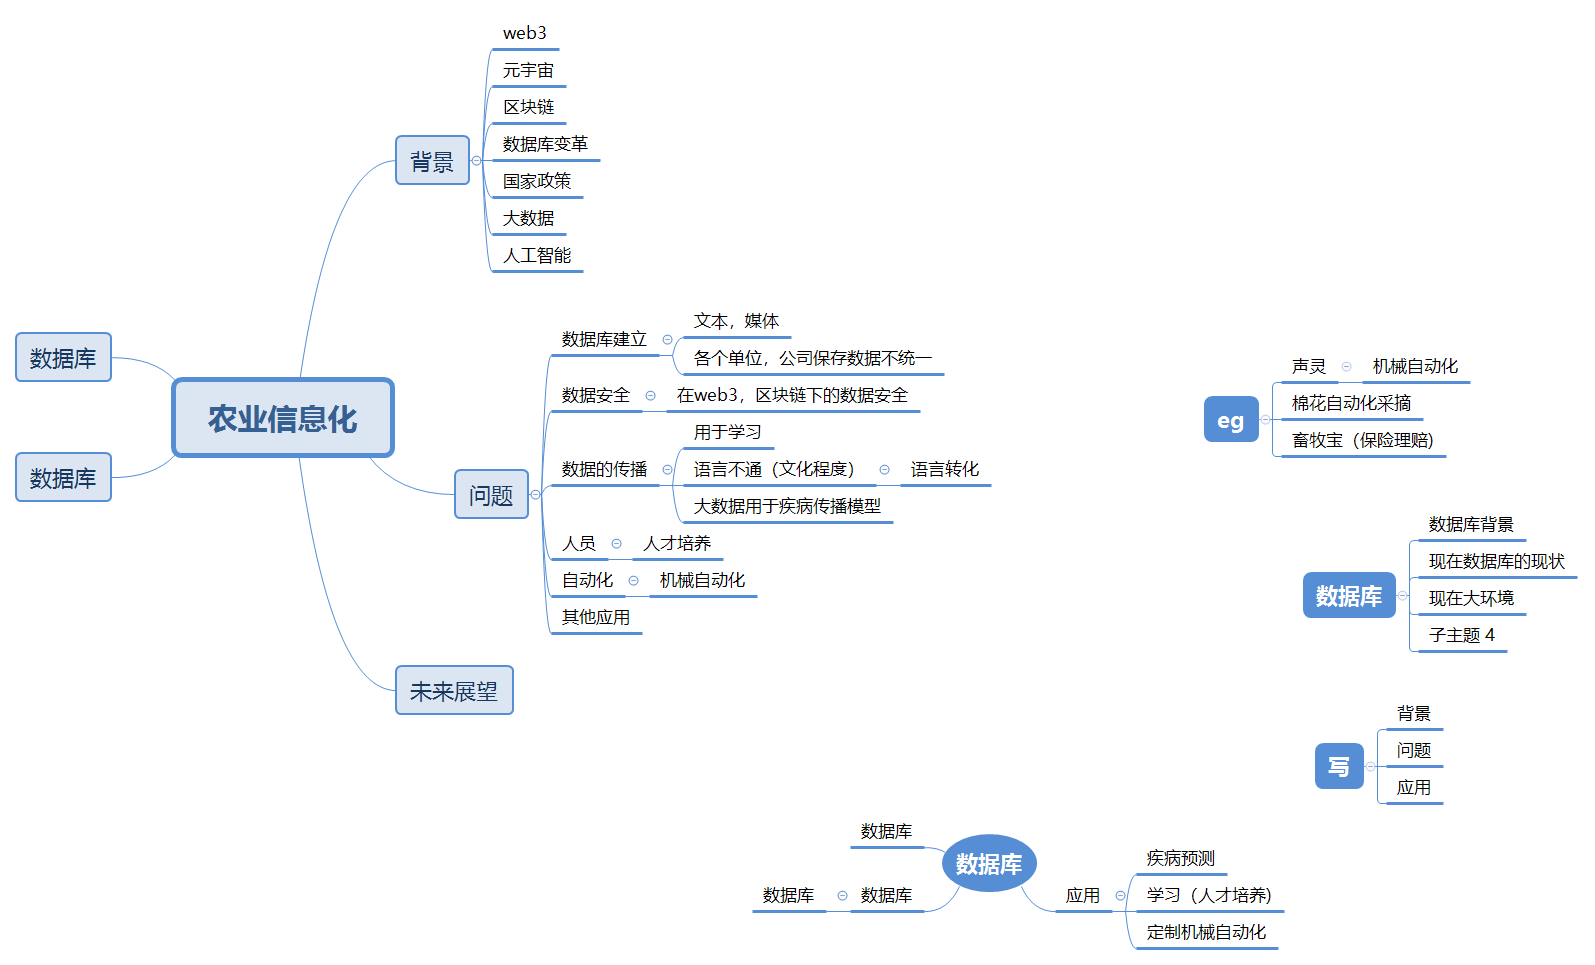 web3
元宇宙
区块链
数据库变革
国家政策
大数据
人工智能
背景
数据库
农业信息化
数据库
数据库建立
文本，媒体
各个单位，公司保存数据不统一
数据安全
在web3，区块链下的数据安全
用于学习
数据的传播
语言不通（文化程度）
语言转化
大数据用于疾病传播模型
问题
人员
人才培养
自动化
机械自动化
其他应用
未来展望
声灵
机械自动化
eg
棉花自动化采摘
畜牧宝（保险理赔)
数据库背景
现在数据库的现状
数据库
现在大环境
子主题 4
背景
写
问题
应用
数据库
数据库
数据库
数据库
应用
疾病预测
学习（人才培养)
定制机械自动化